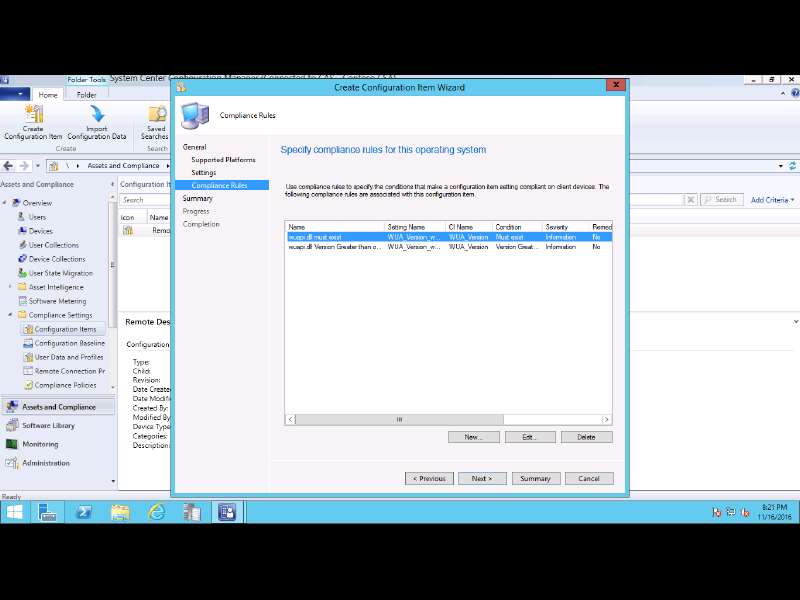 Folder Tools
System Center Configuration Manager (Connected to CAS - Contoso CSA)
Home
Folder
Create Configuration Item
Import Configuration Data
Saved Searches
Create
Search
\ Assets and Compliance
Assets and Compliance
Overview
Users
Devices
User Collections
Device Collections
User State Migration
Asset Intelligence
Software Metering
Compliance Settings
Configuration Items
Configuration Baseline
User Data and Profiles
Remote Connection Pr
Compliance Policies
Assets and Compliance
Software Library
Monitoring
Administration
Ready
Configuration It
Search
Icon Name
Remo
Remote Des
Configuration
Type:
Child:
Revision:
Date Create
Date Modifi
Created By:
Modified By
Device Type
Categories:
Description
Search
Add Criteria
Create Configuration Item Wizard
Compliance Rules
General
Supported Platforms
Settings
Compliance Rules
Summary
Progress
Completion
Specify compliance rules for this operating system
Use compliance rules to specify the conditions that make a configuration item setting compliant on client devices. The
following compliance rules are associated with this configuration item.
Name Setting Name CI Name Condition Severity Remed
wuapi.dll must exist WUA_Version_w... WUA_Version Must exist Information No
wuapi.dll Version Greater than o... WUA_Version_w... WUA_Version Version Great... Information No
New...
Edit...
Delete
< Previous
Next >
Summary
Cancel
8:21 PM
11/16/2016